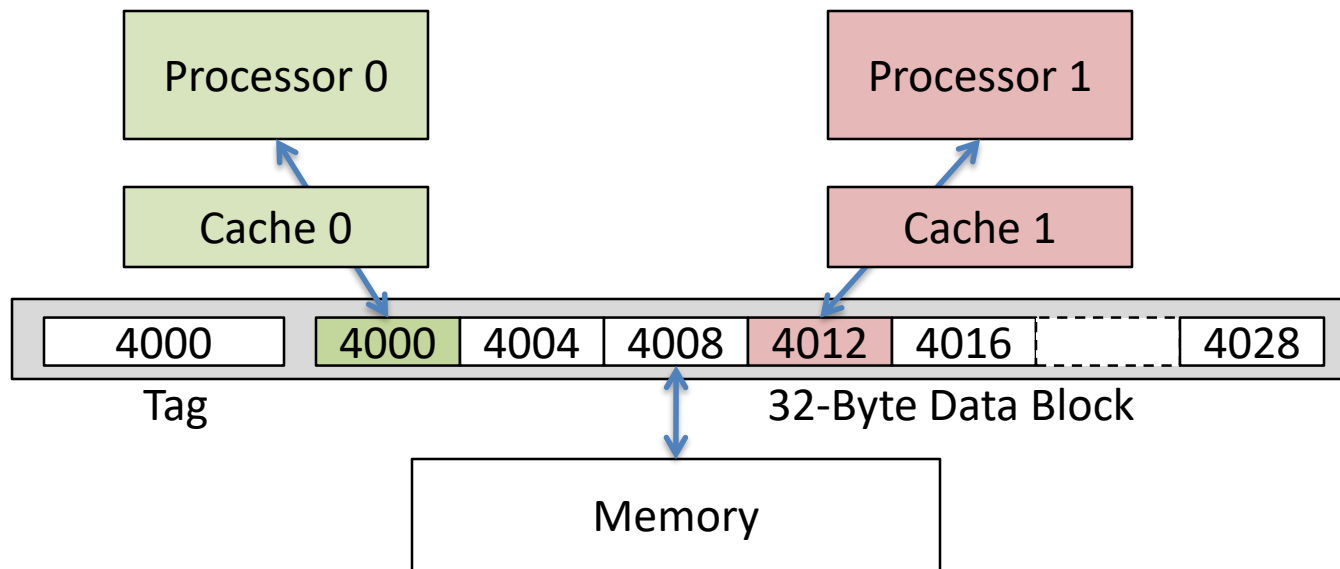 Processor 0
Processor 1
Cache 0
Cache 1
4000 4000 4004 4008 4012 4016 4028
Tag 32-Byte Data Block
Memory